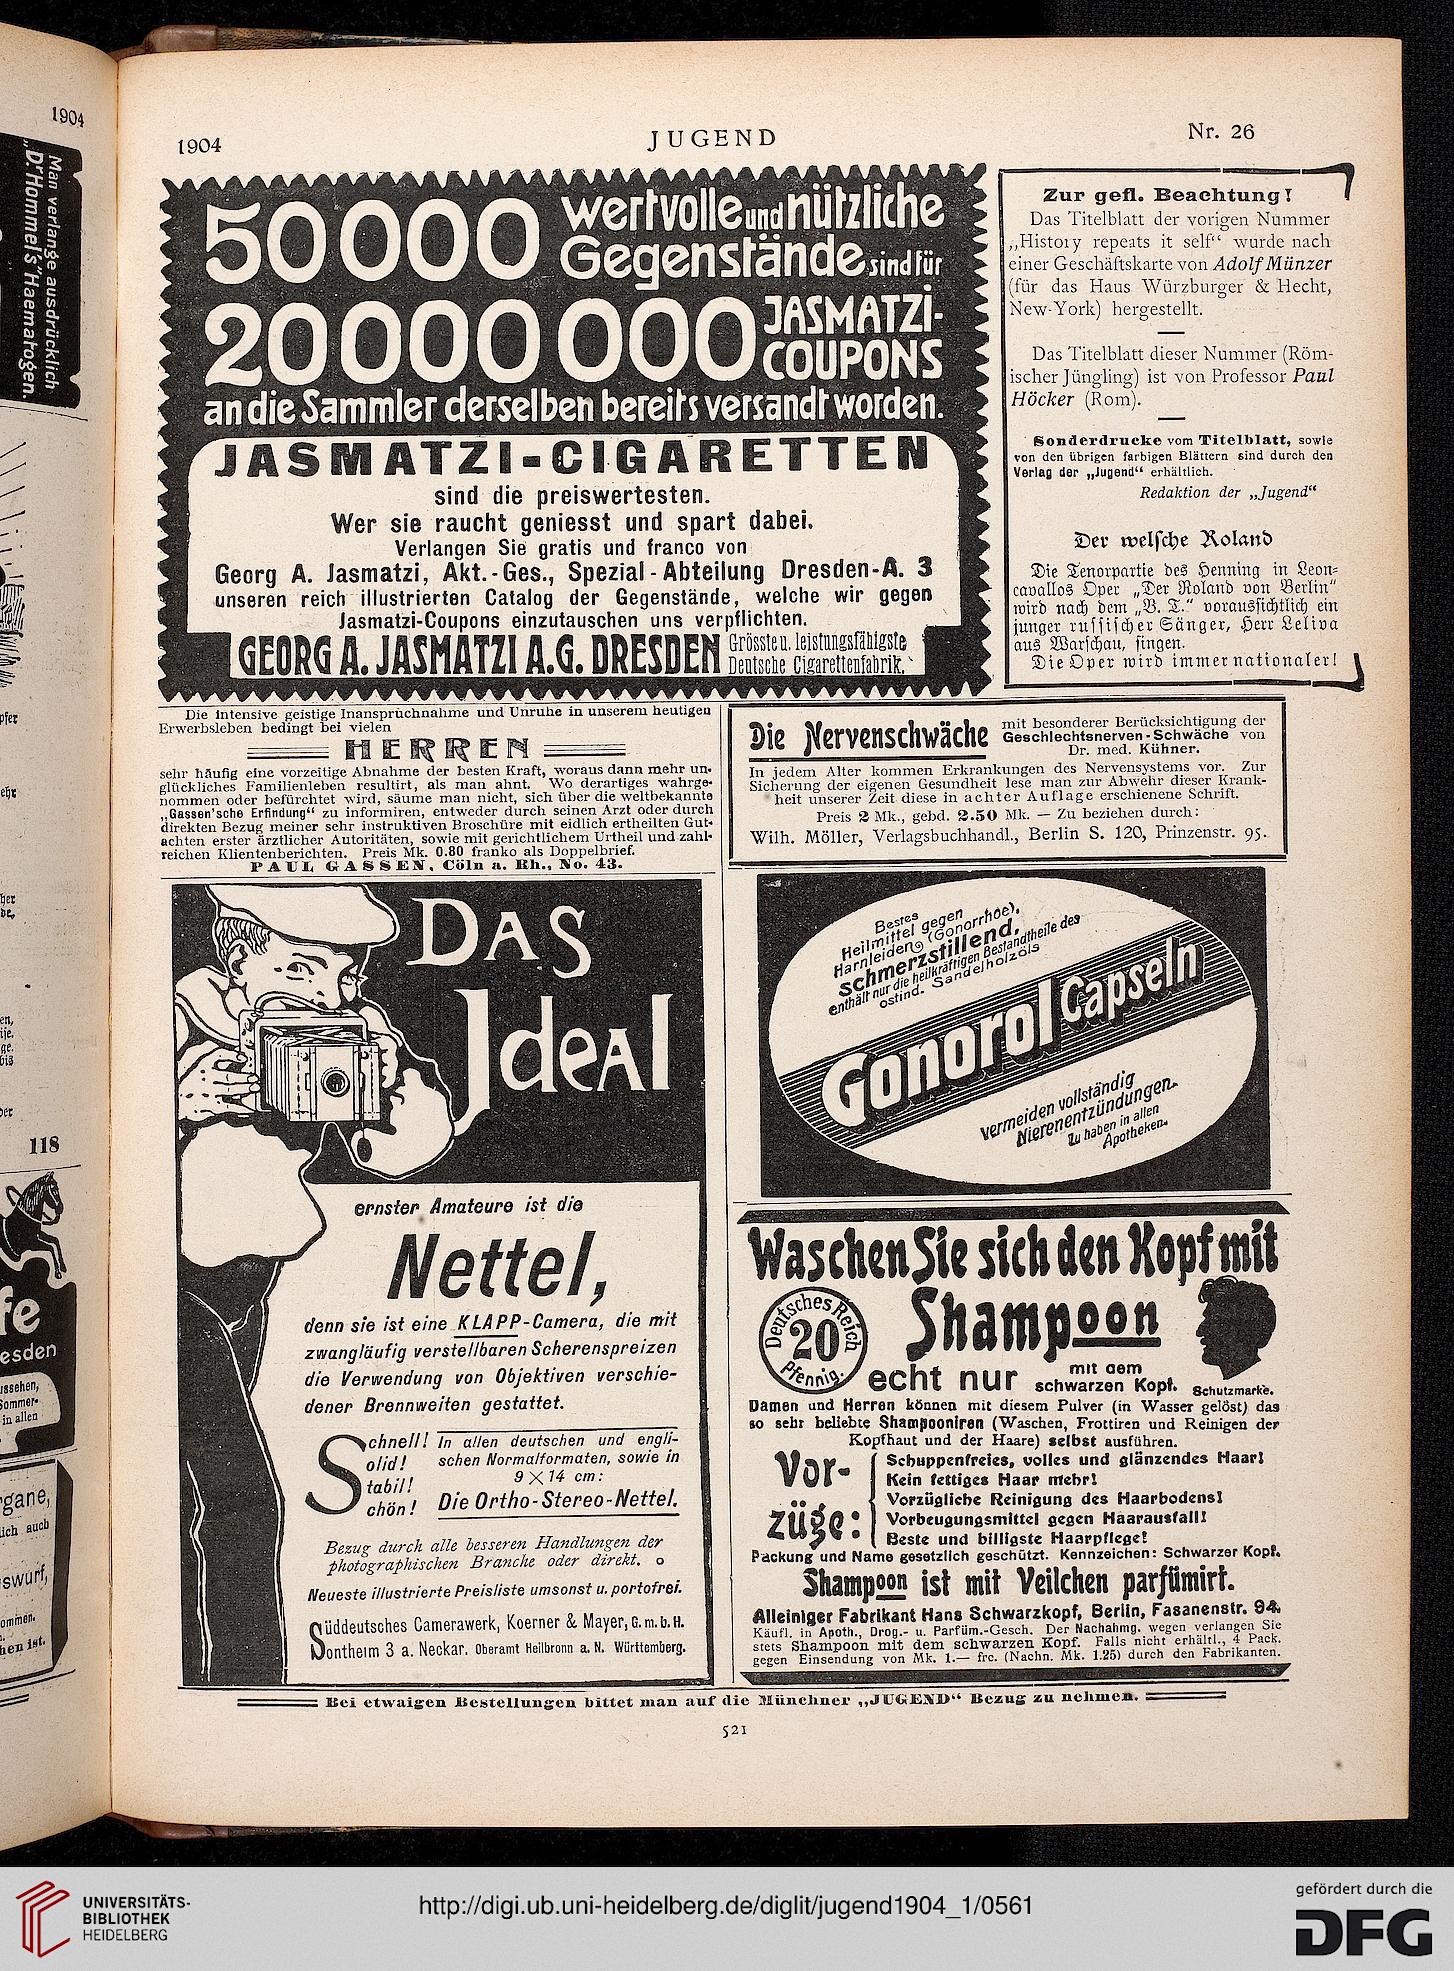 1904
JUGEND
Nr. 26
50000 wertvolle und nützliche
Gegenstände sind für
20000000 JASMATZI-
COUPONS
an die Sammler derselben bereits versandt worden.
JASMATZI-CIGARETTEN
sind die preiswertesten.
Wer sie raucht geniesst und spart dabei.
Verlangen Sie gratis und franco von
Georg A. Jasmatzi, Akt.-Ges., Spezial-Abteilung Dresden-A. 3
unseren reich illustrierten Catalog der Gegenstände, welche wir gegen
Jasmatzi-Coupons einzutauschen uns verpflichten.
GEORG A. JASMATZI A.G. DRESDEN Grösste u. leistungsfähigste
Deutsche Cigarettenfabrik.
Zur gefl. Beachtung!
Das Titelblatt der vorigen Nummer
„History repeats it self“ wurde nach
einer Geschäftskarte von Adolf Münzer
(für das Haus Würzburger & Hecht,
New-York) hergestellt.
Das Titelblatt dieser Nummer (Röm-
ischer Jüngling) ist von Professor Paul
Höcker (Rom).
Sonderdrucke vom Titelblatt, sowie
von den übrigen farbigen Blättern sind durch den
Verlag der „Jugend“ erhältlich.
Redaktion der „Jugend“
Der welsche Roland
Die Tenorpartie des Henning in Leon-
cavallos Oper „Der Roland von Berlin“
wird nach dem „B. T.“ voraussichtlich ein
junger russischer Sänger, Herr Leliva
aus Warschau, singen.
Die Oper wird immer nationaler!
Die intensive geistige Inanspruchnahme und Unruhe in unserem heutigen
Erwerbsleben bedingt bei vielen
HERREN
sehr häufig eine vorzeitige Abnahme der besten Kraft, woraus dann mehr un-
glückliches Familienleben resultirt, als man ahnt. Wo derartiges wahrge-
nommen oder befürchtet wird, säume man nicht, sich über die weltbekannte
„Gassen'sche Erfindung“ zu informiren, entweder durch seinen Arzt oder durch
direkten Bezug meiner sehr instruktiven Broschüre mit eidlich ertheilten Gut-
achten erster ärztlicher Autoritäten, sowie mit gerichtlichem Urtheil und zahl-
reichen Klientenberichten. Preis Mk. 0.80 franko als Doppelbrief.
PAUL GASSEN, Cöln a. Rh., No. 43.
Die Nervenschwäche mit besonderer Berücksichtigung der
Geschlechtsnerven-Schwäche von
Dr. med. Kühner.
In jedem Alter kommen Erkrankungen des Nervensystems vor. Zur
Sicherung der eigenen Gesundheit lese man zur Abwehr dieser Krank-
heit unserer Zeit diese in achter Auflage erschienene Schrift.
Preis 2 Mk., gebd. 2.50 Mk. — Zu beziehen durch:
Wilh. Möller, Verlagsbuchhandl., Berlin S. 120, Prinzenstr. 95.
DAS
IdeAl
ernster Amateure ist die
Nettel,
denn sie ist eine KLAPP-Camera, die mit
zwangläufig verstellbaren Scherenspreizen
die Verwendung von Objektiven verschie-
dener Brennweiten gestattet.
Schnell!
olid!
tabil!
chön!
In allen deutschen und engli-
schen Normalformaten, sowie in
9 × 14 cm:
Die Ortho-Stereo-Nettel.
Bezug durch alle besseren Handlungen der
photographischen Branche oder direkt.
Neueste illustrierte Preisliste umsonst u. portofrei.
Süddeutsches Camerawerk, Koerner & Mayer, G. m. b. H.
Sontheim 3 a. Neckar. Oberamt Heilbronn a. N. Württemberg.
Bestes
Heilmittel gegen
Harnleiden (Gonorrhöe),
schmerzstillend,
enthält nur die heilkräftigen Bestandtheile des
ostind. Sandelholzöls
Gonorol Capseln
vermeiden vollständig
Nierenentzündungen.
Zu haben in allen
Apotheken.
Waschen Sie sich den Kopf mit
Shampoon
Deutsches Reich
20
Pfennig.
echt nur mit dem
schwarzen Kopf.
Schutzmarke.
Damen und Herren können mit diesem Pulver (in Wasser gelöst) das
so sehr beliebte Shampooniren (Waschen, Frottiren und Reinigen der
Kopfhaut und der Haare) selbst ausführen.
Vor-
züge:
Schuppenfreies, volles und glänzendes Haar!
Kein fettiges Haar mehr!
Vorzügliche Reinigung des Haarbodens!
Vorbeugungsmittel gegen Haarausfall!
Beste und billigste Haarpflege!
Packung und Name gesetzlich geschützt. Kennzeichen: Schwarzer Kopf.
Shampoon ist mit Veilchen parfümirt.
Alleiniger Fabrikant Hans Schwarzkopf, Berlin, Fasanenstr. 94.
Käufl. in Apoth., Drog.- u. Parfüm.-Gesch. Der Nachahmg. wegen verlangen Sie
stets Shampoon mit dem schwarzen Kopf. Falls nicht erhältl., 4 Pack.
gegen Einsendung von Mk. 1.— frc. (Nachn. Mk. 1.25) durch den Fabrikanten.
Bei etwaigen Bestellungen bittet man auf die Münchner „JUGEND“ Bezug zu nehmen.
521
1904
Man verlange ausdrücklich
„Dr. Hommel's“ Haematogen.
118
fe
esden
UNIVERSITÄTS-
BIBLIOTHEK
HEIDELBERG
http://digi.ub.uni-heidelberg.de/diglit/jugend1904_1/0561
gefördert durch die
DFG